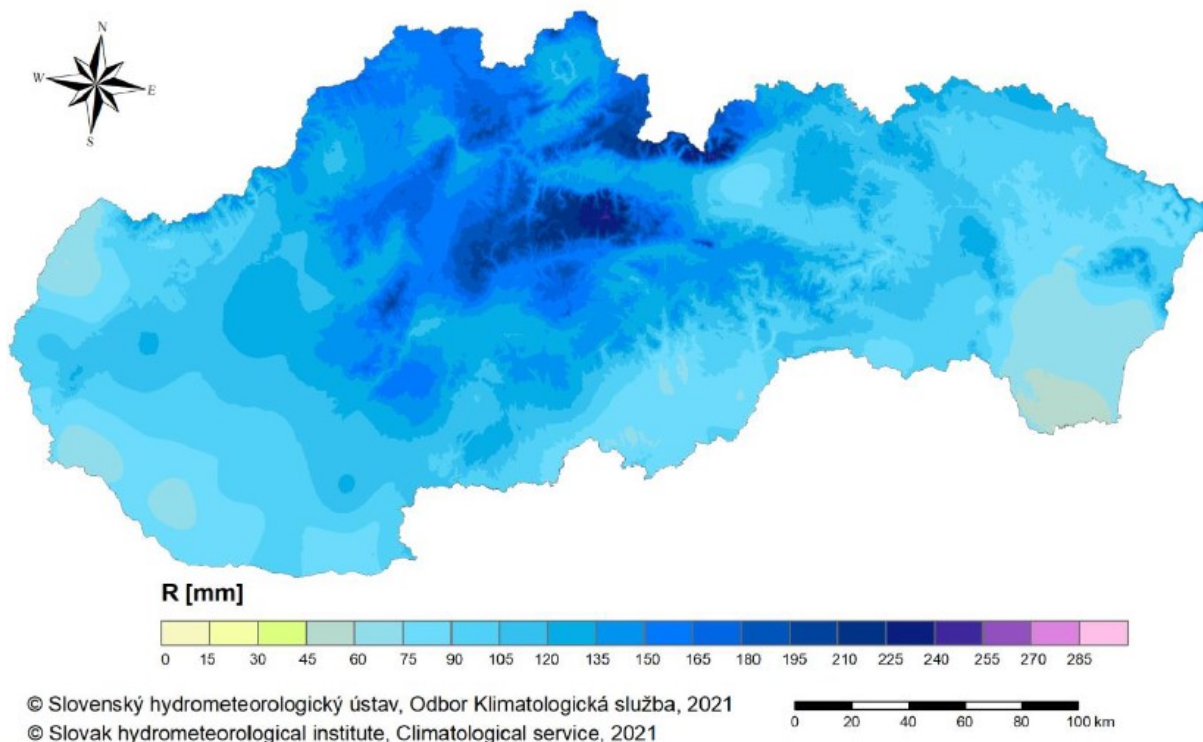 N
W
E
S
R [mm]
0 15 30 45 60 75 90 105 120 135 150 165 180 195 210 225 240 255 270 285
© Slovenský hydrometeorologický ústav, Odbor Klimatologická služba, 2021
© Slovak hydrometeorological institute, Climatological service, 2021
0 20 40 60 80 100 km